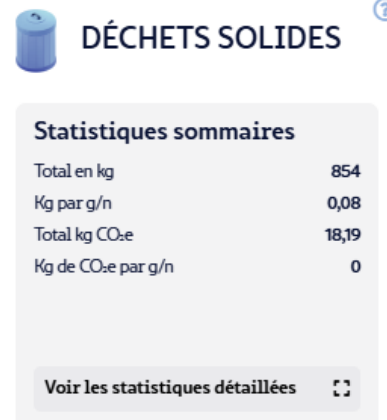 DÉCHETS SOLIDES
?
Statistiques sommaires
Total en kg 854
Kg par g/n 0,08
Total kg CO₂e 18,19
Kg de CO₂e par g/n 0
Voir les statistiques détaillées